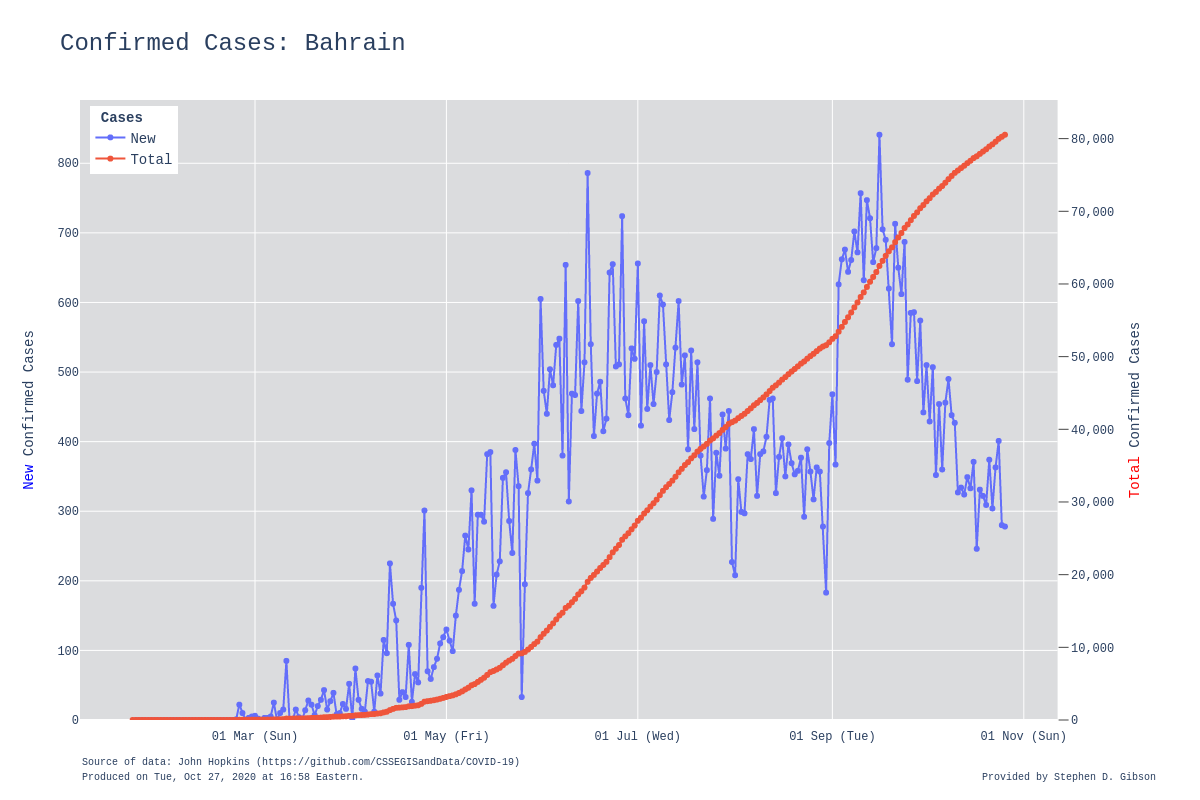 Confirmed Cases: Bahrain
Cases
New
Total
800
700
600
500
400
300
200
100
0
New Confirmed Cases
80,000
70,000
60,000
50,000
40,000
30,000
20,000
10,000
0
Total Confirmed Cases
01 Mar (Sun) 01 May (Fri) 01 Jul (Wed) 01 Sep (Tue) 01 Nov (Sun)
Source of data: John Hopkins (https://github.com/CSSEGISandData/COVID-19)
Produced on Tue, Oct 27, 2020 at 16:58 Eastern.
Provided by Stephen D. Gibson